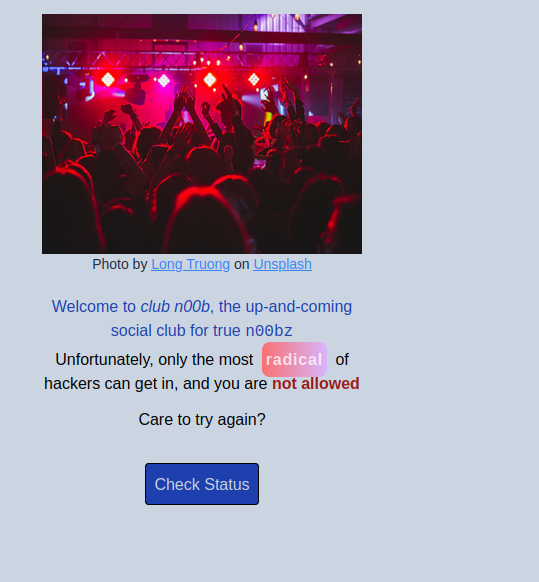 Photo by Long Truong on Unsplash
Welcome to club n00b, the up-and-coming
social club for true n00bz
Unfortunately, only the most radical of
hackers can get in, and you are not allowed
Care to try again?
Check Status